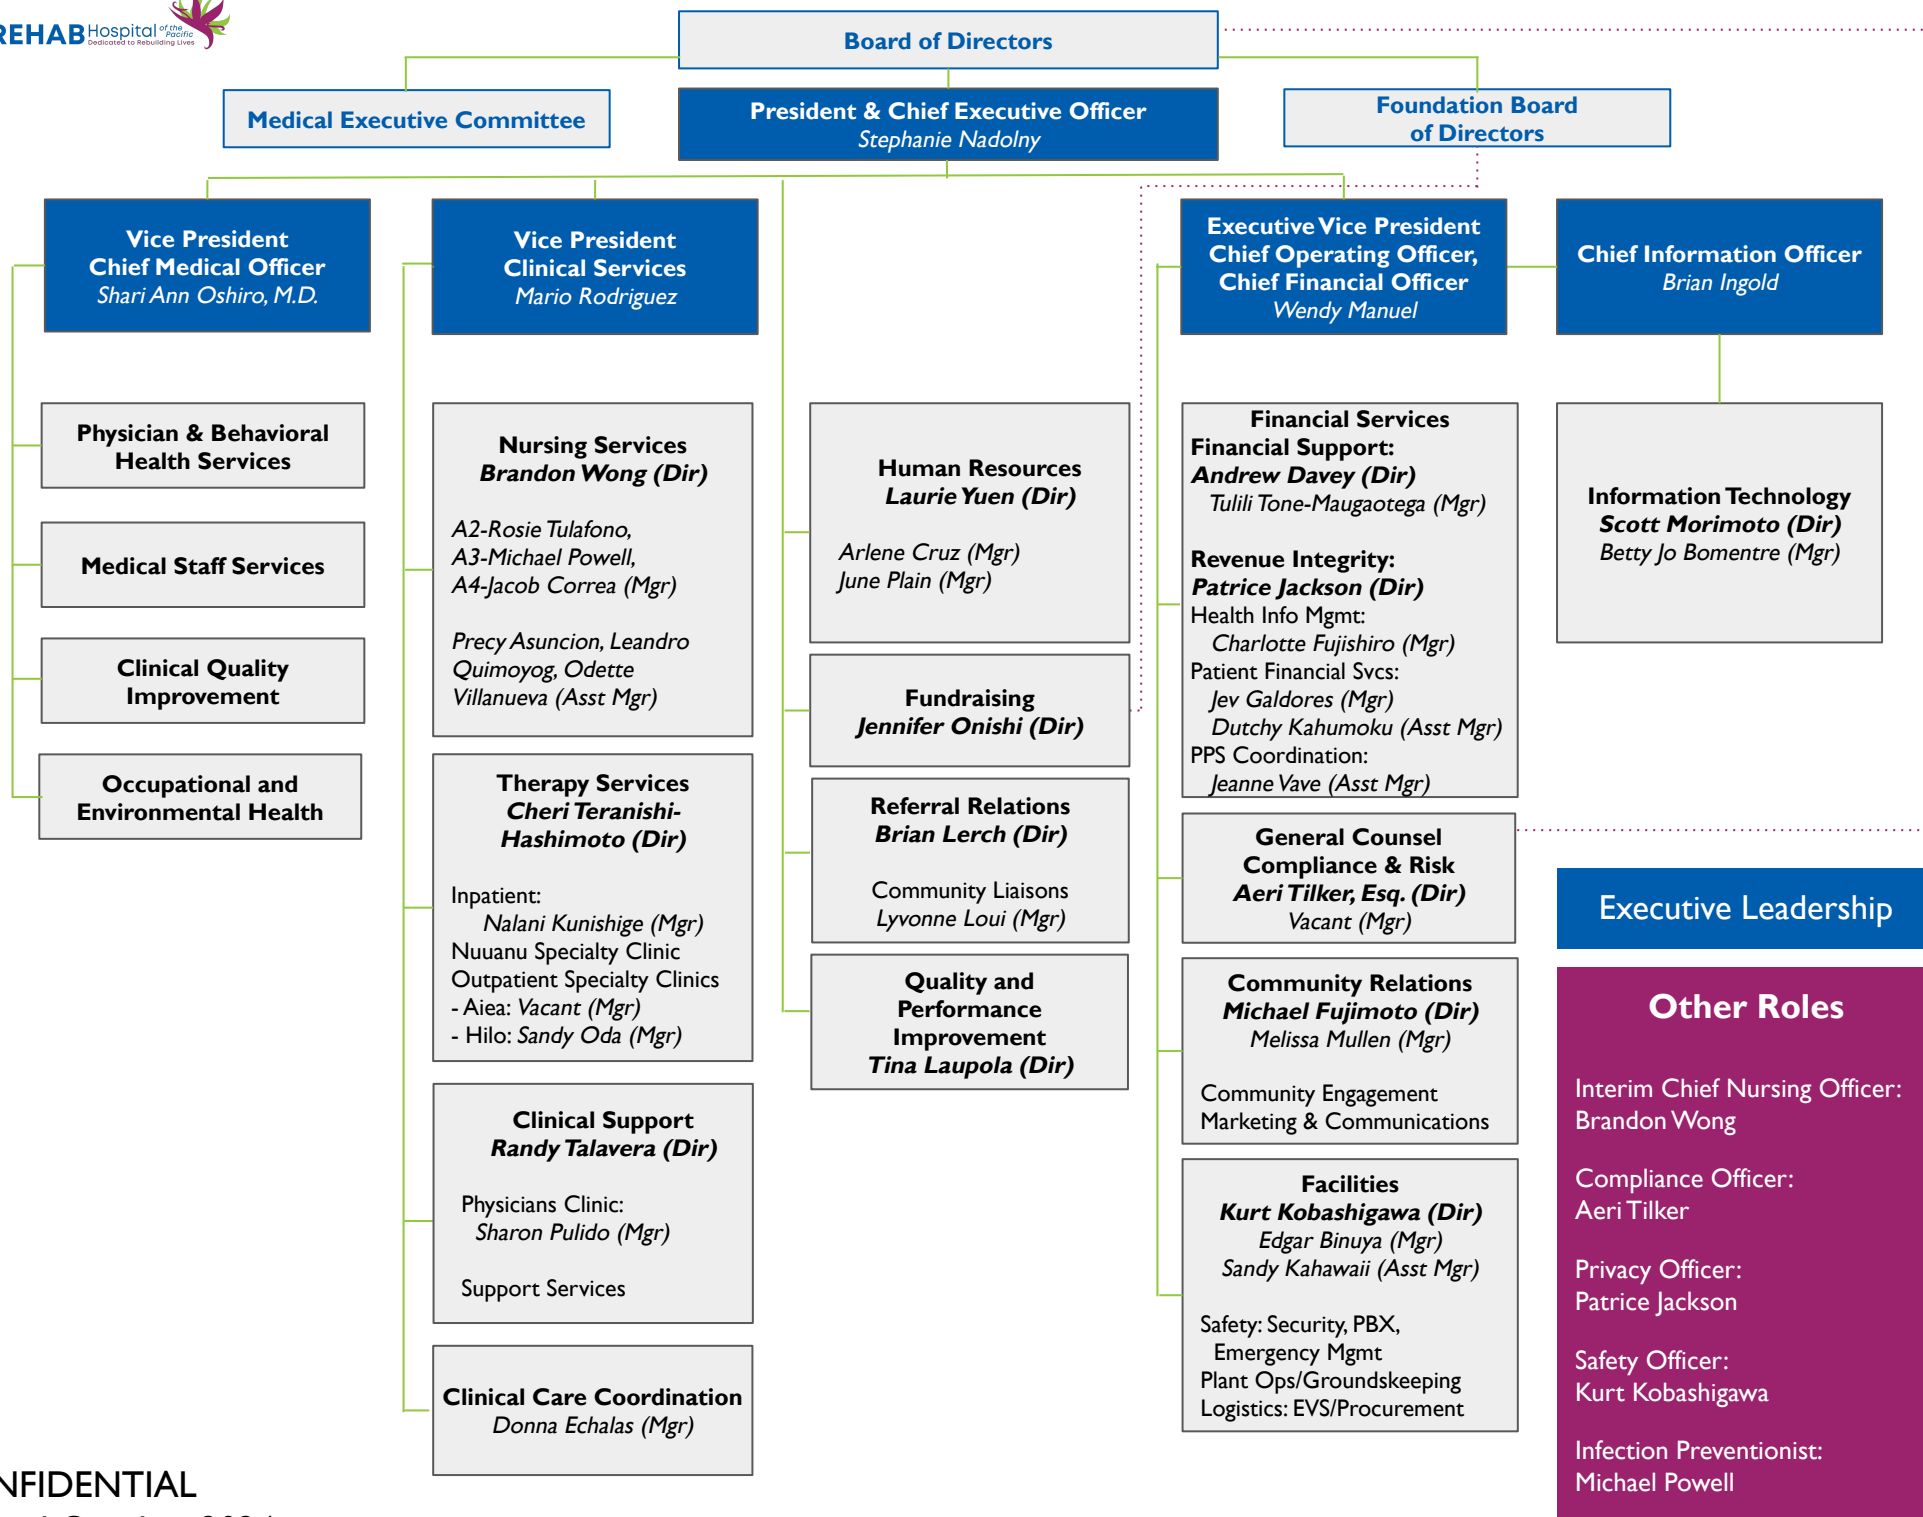 REHAB Hospital of the Pacific
Dedicated to Rebuilding Lives
Board of Directors
Medical Executive Committee
President & Chief Executive Officer
Stephanie Nadolny
Foundation Board
of Directors
Vice President
Chief Medical Officer
Shari Ann Oshiro, M.D.
Vice President
Clinical Services
Mario Rodriguez
Executive Vice President
Chief Operating Officer,
Chief Financial Officer
Wendy Manuel
Chief Information Officer
Brian Ingold
Physician & Behavioral
Health Services
Medical Staff Services
Clinical Quality
Improvement
Occupational and
Environmental Health
Nursing Services
Brandon Wong (Dir)
A2-Rosie Tulafono,
A3-Michael Powell,
A4-Jacob Correa (Mgr)
Precy Asuncion, Leandro
Quimoyog, Odette
Villanueva (Asst Mgr)
Therapy Services
Cheri Teranishi-
Hashimoto (Dir)
Inpatient:
Nalani Kunishige (Mgr)
Nuuanu Specialty Clinic
Outpatient Specialty Clinics
- Aiea: Vacant (Mgr)
- Hilo: Sandy Oda (Mgr)
Clinical Support
Randy Talavera (Dir)
Physicians Clinic:
Sharon Pulido (Mgr)
Support Services
Clinical Care Coordination
Donna Echalas (Mgr)
Human Resources
Laurie Yuen (Dir)
Arlene Cruz (Mgr)
June Plain (Mgr)
Fundraising
Jennifer Onishi (Dir)
Referral Relations
Brian Lerch (Dir)
Community Liaisons
Lyvonne Loui (Mgr)
Quality and
Performance
Improvement
Tina Laupola (Dir)
Financial Services
Financial Support:
Andrew Davey (Dir)
Tulili Tone-Maugaotega (Mgr)
Revenue Integrity:
Patrice Jackson (Dir)
Health Info Mgmt:
Charlotte Fujishiro (Mgr)
Patient Financial Svcs:
Jev Galdores (Mgr)
Dutchy Kahumoku (Asst Mgr)
PPS Coordination:
Jeanne Vave (Asst Mgr)
General Counsel
Compliance & Risk
Aeri Tilker, Esq. (Dir)
Vacant (Mgr)
Community Relations
Michael Fujimoto (Dir)
Melissa Mullen (Mgr)
Community Engagement
Marketing & Communications
Facilities
Kurt Kobashigawa (Dir)
Edgar Binuya (Mgr)
Sandy Kahawaii (Asst Mgr)
Safety: Security, PBX,
Emergency Mgmt
Plant Ops/Groundskeeping
Logistics: EVS/Procurement
Information Technology
Scott Morimoto (Dir)
Betty Jo Bomentre (Mgr)
Executive Leadership
Other Roles
Interim Chief Nursing Officer:
Brandon Wong
Compliance Officer:
Aeri Tilker
Privacy Officer:
Patrice Jackson
Safety Officer:
Kurt Kobashigawa
Infection Preventionist:
Michael Powell
NFIDENTIAL